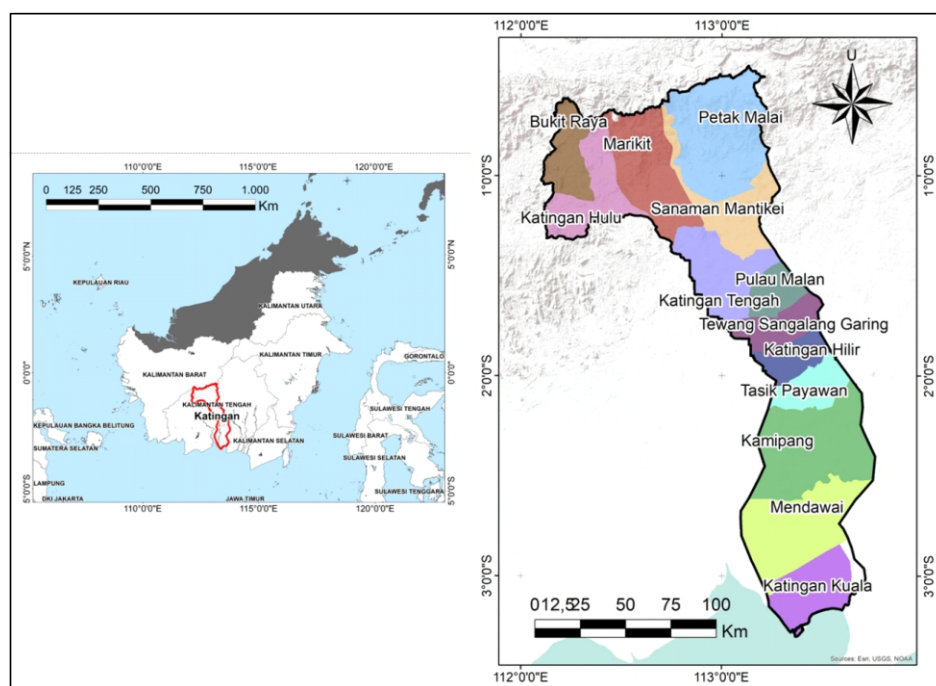 110°0'0"E 115°0'0"E 120°0'0"E
0 125 250 500 750 1.000
Km
5°0'0"N
5°0'0"N
KEPULAUAN RIAU
KALIMANTAN UTARA
KALIMANTAN TIMUR
GORONTALO
0°0'0"
0°0'0"
KALIMANTAN BARAT
KALIMANTAN TENGAH
Katingan
SULAWESI TENGAH
KEPULAUAN BANGKA BELITUNG
SULAWESI BARAT
KALIMANTAN SELATAN
SUMATERA SELATAN
SULAWESI SELATAN
LAMPUNG
SULAWESI TENGGARA
DKI JAKARTA
JAWA TIMUR
5°0'0"S
5°0'0"S
110°0'0"E 115°0'0"E 120°0'0"E
112°0'0"E 113°0'0"E
U
Petak Malai
Bukit Raya
Marikit
1°0'0"S
1°0'0"S
Sanaman Mantikei
Katingan Hulu
Pulau Malan
Katingan Tengah
Tewang Sangalang Garing
Katingan Hilir
2°0'0"S
2°0'0"S
Tasik Payawan
Kamipang
Mendawai
3°0'0"S
3°0'0"S
Katingan Kuala
012,525 50 75 100
Km
Sources: Esri, USGS, NOAA
112°0'0"E 113°0'0"E